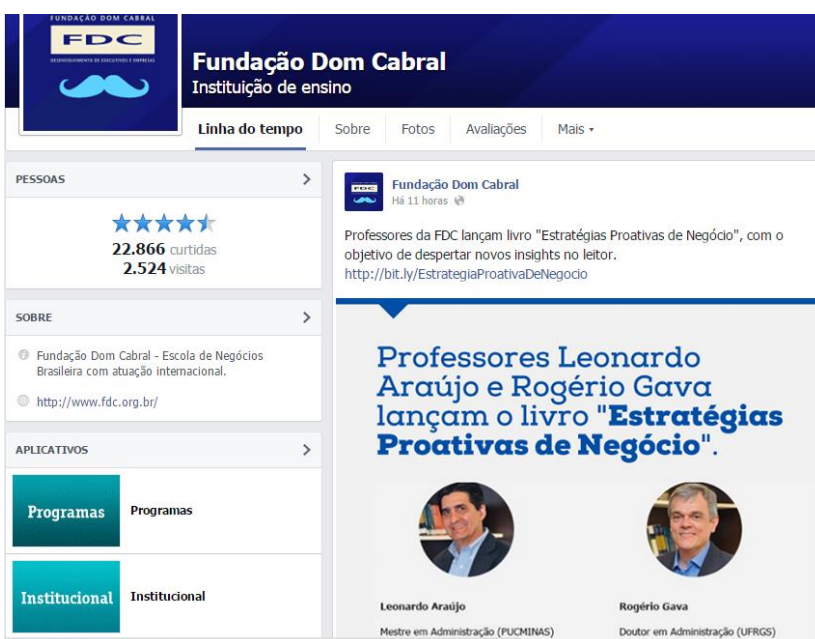 FUNDAÇÃO DOM CABRAL
FDC
DESENVOLVIMENTO DE EXECUTIVOS E EMPRESAS
Fundação Dom Cabral
Instituição de ensino
Linha do tempo
Sobre
Fotos
Avaliações
Mais
PESSOAS
22.866 curtidas
2.524 visitas
SOBRE
Fundação Dom Cabral - Escola de Negócios
Brasileira com atuação internacional.
http://www.fdc.org.br/
APLICATIVOS
Programas
Programas
Institucional
Institucional
FDC
Fundação Dom Cabral
Há 11 horas
Professores da FDC lançam livro "Estratégias Proativas de Negócio", com o
objetivo de despertar novos insights no leitor.
http://bit.ly/EstrategiaProativaDeNegocio
Professores Leonardo
Araújo e Rogério Gava
lançam o livro "Estratégias
Proativas de Negócio".
Leonardo Araújo
Mestre em Administração (PUCMINAS)
Rogério Gava
Doutor em Administração (UFRGS)